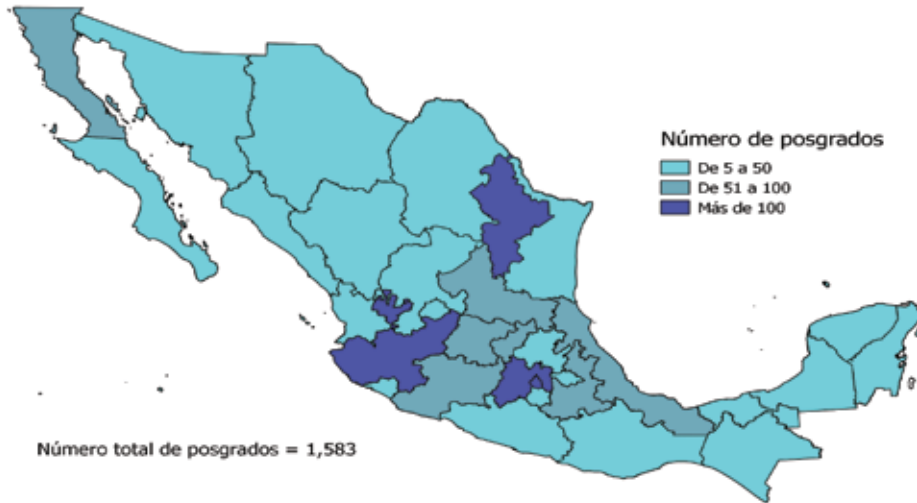 Número de posgrados
De 5 a 50
De 51 a 100
Más de 100
Número total de posgrados = 1,583